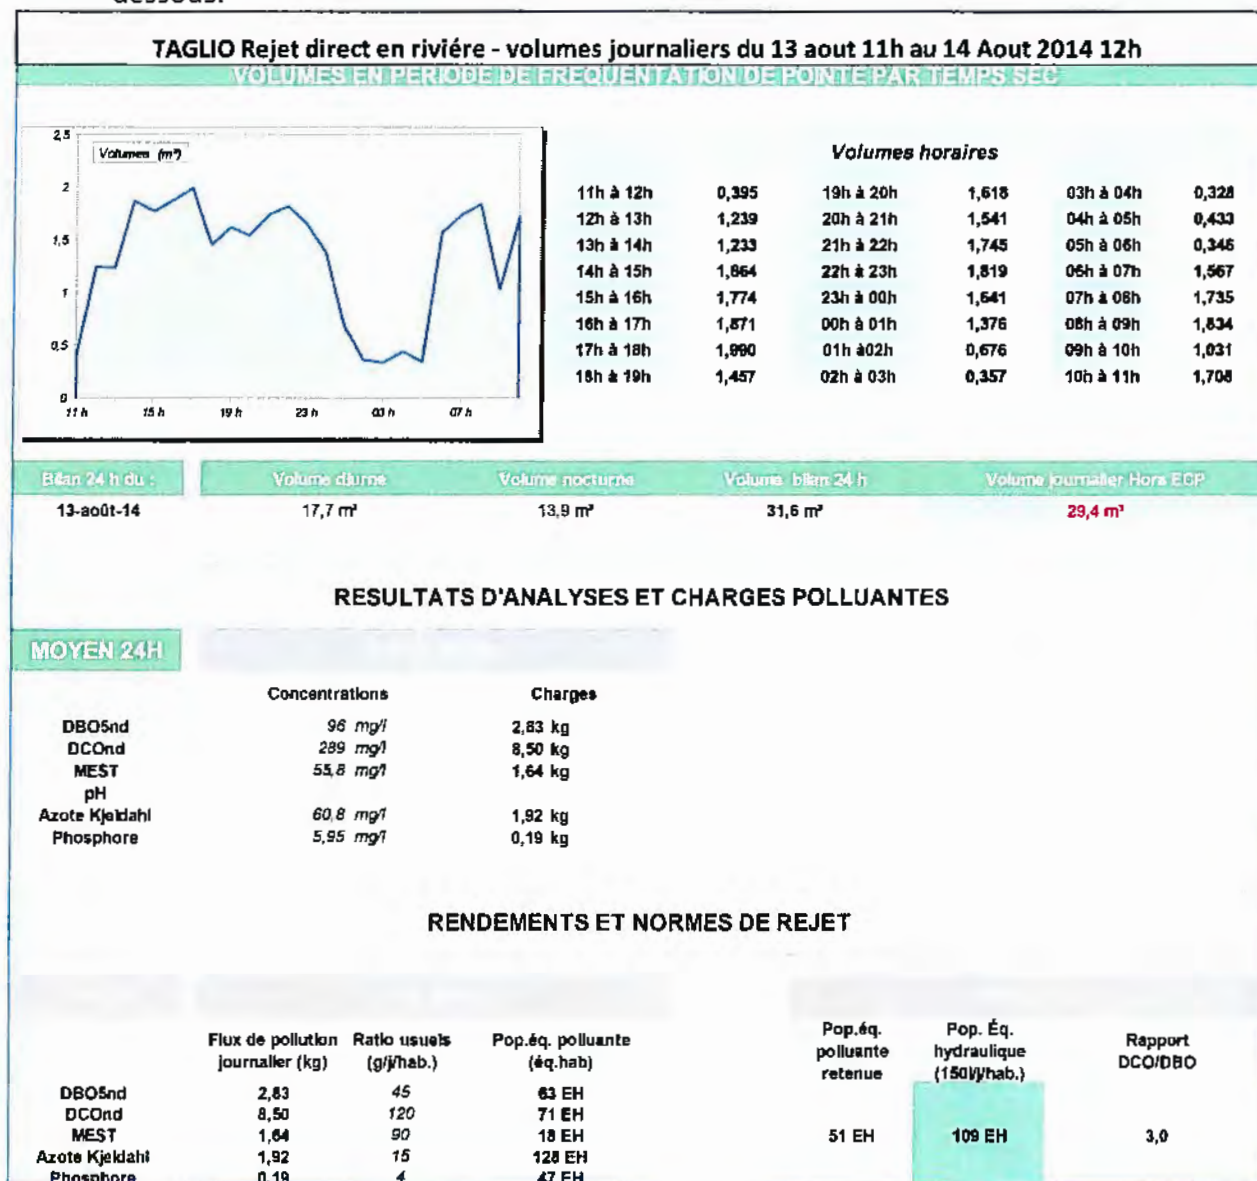 dessous.
TAGLIO Rejet direct en riviére - volumes journaliers du 13 aout 11h au 14 Aout 2014 12h
VOLUMES EN PERIODE DE FREQUENTATION DE POINTE PAR TEMPS SEC
Volumes (m³)
2,5
2
1,5
1
0,5
0
11 h 15 h 19 h 23 h 03 h 07 h
Volumes horaires
11h à 12h 0,395 19h à 20h 1,618 03h à 04h 0,328
12h à 13h 1,239 20h à 21h 1,541 04h à 05h 0,433
13h à 14h 1,233 21h à 22h 1,745 05h à 06h 0,346
14h à 15h 1,864 22h à 23h 1,819 06h à 07h 1,567
15h à 16h 1,774 23h à 00h 1,641 07h à 08h 1,735
16h à 17h 1,871 00h à 01h 1,376 08h à 09h 1,834
17h à 18h 1,990 01h à02h 0,676 09h à 10h 1,031
18h à 19h 1,457 02h à 03h 0,357 10h à 11h 1,708
Bilan 24 h du : Volume diurne Volume nocturne Volume bilan 24 h Volume journalier Hors ECP
13-août-14 17,7 m³ 13,9 m³ 31,6 m³ 29,4 m³
RESULTATS D'ANALYSES ET CHARGES POLLUANTES
MOYEN 24H
Concentrations Charges
DBO5nd 96 mg/l 2,83 kg
DCOnd 289 mg/l 8,50 kg
MEST 55,8 mg/l 1,64 kg
pH
Azote Kjeldahl 60,8 mg/l 1,92 kg
Phosphore 5,95 mg/l 0,19 kg
RENDEMENTS ET NORMES DE REJET
Flux de pollution journalier (kg) Ratio usuels (g/j/hab.) Pop.éq. polluante (éq.hab) Pop.éq. polluante retenue Pop. Éq. hydraulique (150l/j/hab.) Rapport DCO/DBO
DBO5nd 2,83 45 63 EH
DCOnd 8,50 120 71 EH
MEST 1,64 90 18 EH 51 EH 109 EH 3,0
Azote Kjeldahl 1,92 15 128 EH
Phosphore 0,19 4 47 EH